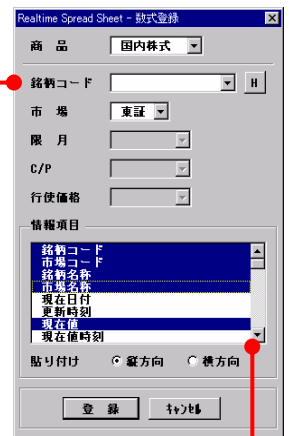 Realtime Spread Sheet - 数式登録
商 品 国内株式
銘柄コード H
市 場 東証
限 月
C/P
行使価格
情報項目
銘柄コード
市場コード
銘柄名称
市場名称
現在日付
更新時刻
現在値
現在値時刻
貼り付け 縦方向 横方向
登 録 ｷｬﾝｾﾙ